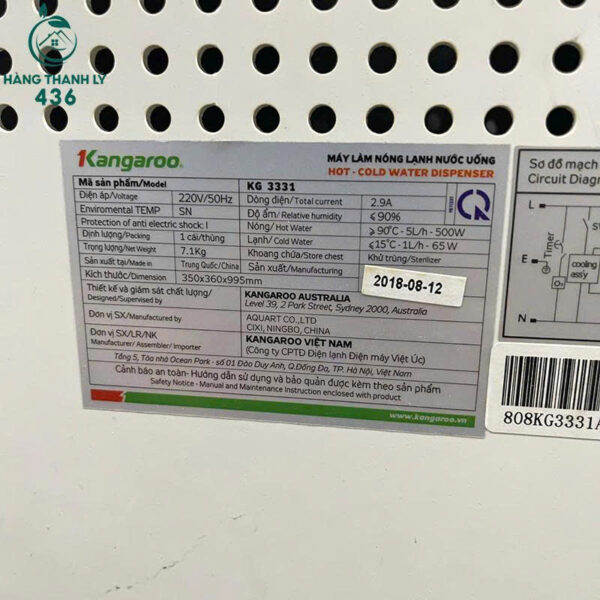 HÀNG THANH LÝ
436
Kangaroo
MÁY LÀM NÓNG LẠNH NƯỚC UỐNG
HOT - COLD WATER DISPENSER
Mã sản phẩm/Model KG 3331
Điện áp/Voltage 220V/50Hz Dòng điện/Total current 2.9A
Enviromental TEMP SN Độ ẩm/Relative humidity ≤ 90%
Protection of anti electric shock: I Nóng/Hot Water ≥ 90°C - 5L/h - 500W
Định lượng/Packing 1 cái/thùng Lạnh/Cold Water ≤ 15°C - 1L/h - 65W
Trọng lượng/Net Weight 7.1Kg Khoang chứa/Store chest Khử trùng/Sterilizer
Sản xuất tại/Made in Trung Quốc/China Sản xuất/Manufacturing 2018-08-12
Kích thước/Dimension 350x360x995mm
Thiết kế và giám sát chất lượng/ KANGAROO AUSTRALIA
Designed/Supervised by Level 39, 2 Park Street, Sydney 2000, Australia
Đơn vị SX/Manufactured by AQUART CO.,LTD
CIXI, NINGBO, CHINA
Đơn vị SX/LR/NK KANGAROO VIỆT NAM
Manufacturer/Assembler/Importer (Công ty CPTĐ Điện lạnh Điện máy Việt Úc)
Tầng 5, Tòa nhà Ocean Park - số 01 Đào Duy Anh, Q.Đống Đa, TP. Hà Nội, Việt Nam
Cảnh báo an toàn- Hướng dẫn sử dụng và bảo quản được kèm theo sản phẩm
Safety Notice - Manual and Maintenance Instruction enclosed with product
www.kangaroo.vn
Sơ đồ mạch
Circuit Diagr
L
E
N
Timer
cooling
ass'y
808KG3331A